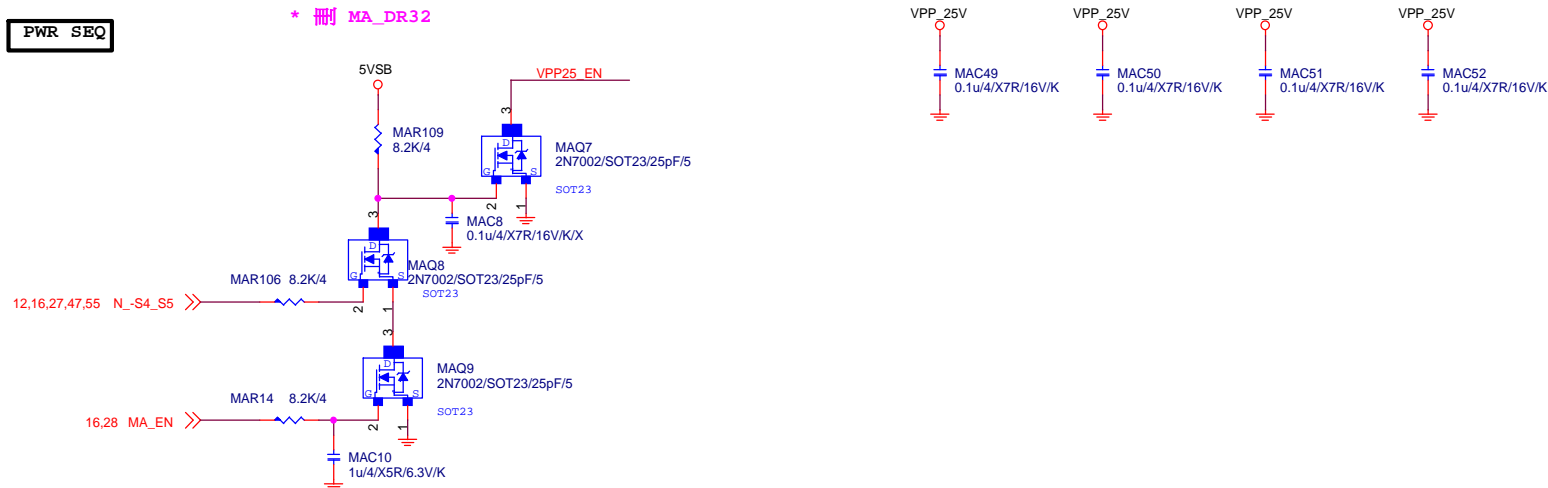 PWR SEQ
* 刪 MA_DR32
5VSB
MAR109
8.2K/4
VPP25_EN
3
D
G
S
MAQ7
2N7002/SOT23/25pF/5
SOT23
2
1
MAC8
0.1u/4/X7R/16V/K/X
3
D
G
S
MAQ8
2N7002/SOT23/25pF/5
SOT23
MAR106 8.2K/4
12,16,27,47,55 N_-S4_S5
2
1
3
D
G
S
MAQ9
2N7002/SOT23/25pF/5
SOT23
MAR14 8.2K/4
16,28 MA_EN
2
1
MAC10
1u/4/X5R/6.3V/K
VPP_25V
MAC49
0.1u/4/X7R/16V/K
VPP_25V
MAC50
0.1u/4/X7R/16V/K
VPP_25V
MAC51
0.1u/4/X7R/16V/K
VPP_25V
MAC52
0.1u/4/X7R/16V/K